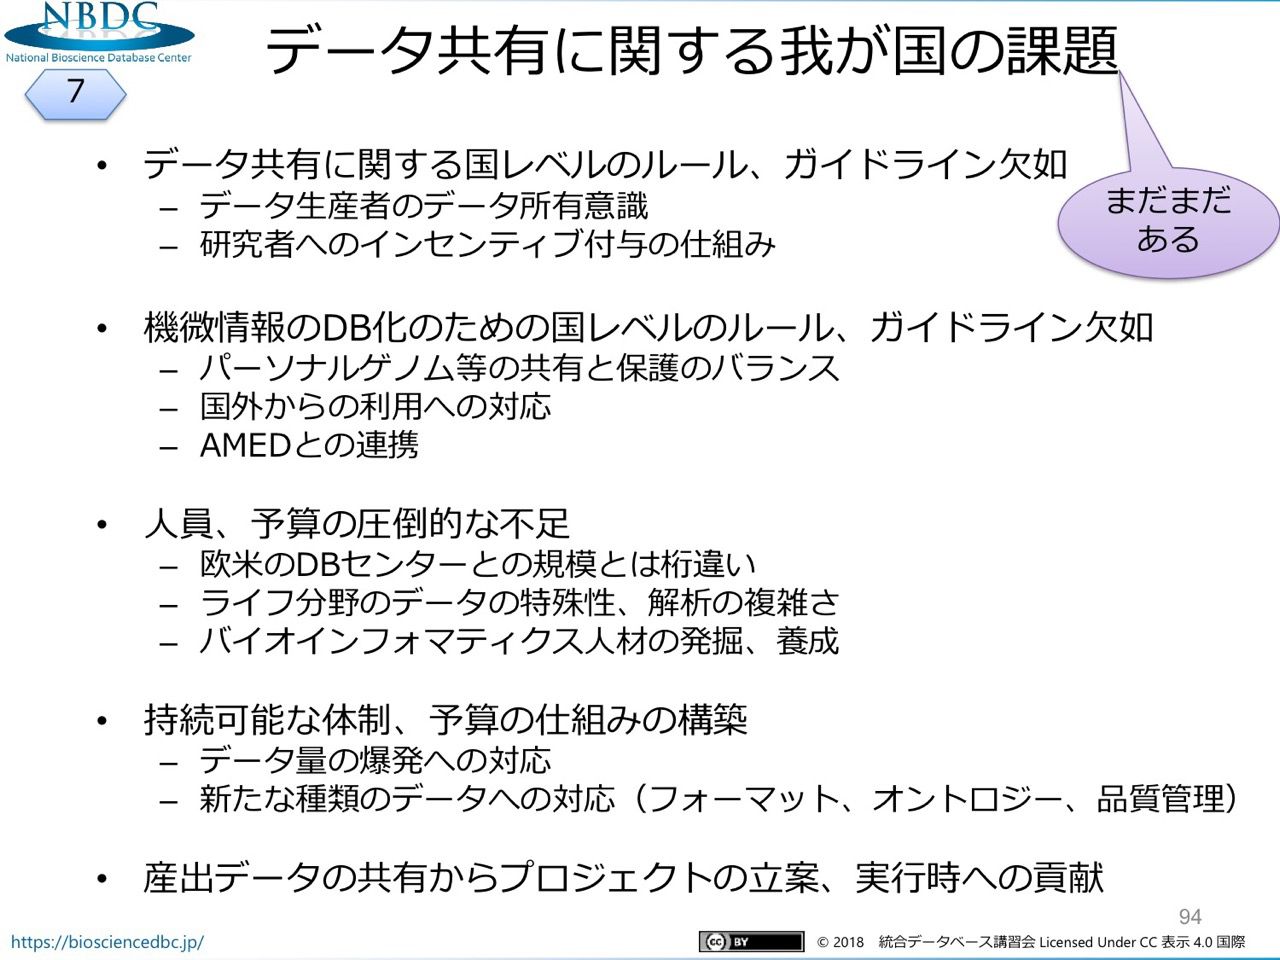 NBDC
National Bioscience Database Center
7
データ共有に関する我が国の課題
まだまだ
ある
• データ共有に関する国レベルのルール、ガイドライン欠如
– データ生産者のデータ所有意識
– 研究者へのインセンティブ付与の仕組み
• 機微情報のDB化のための国レベルのルール、ガイドライン欠如
– パーソナルゲノム等の共有と保護のバランス
– 国外からの利用への対応
– AMEDとの連携
• 人員、予算の圧倒的な不足
– 欧米のDBセンターとの規模とは桁違い
– ライフ分野のデータの特殊性、解析の複雑さ
– バイオインフォマティクス人材の発掘、養成
• 持続可能な体制、予算の仕組みの構築
– データ量の爆発への対応
– 新たな種類のデータへの対応（フォーマット、オントロジー、品質管理）
• 産出データの共有からプロジェクトの立案、実行時への貢献
94
https://biosciencedbc.jp/
CC BY © 2018 統合データベース講習会 Licensed Under CC 表示 4.0 国際